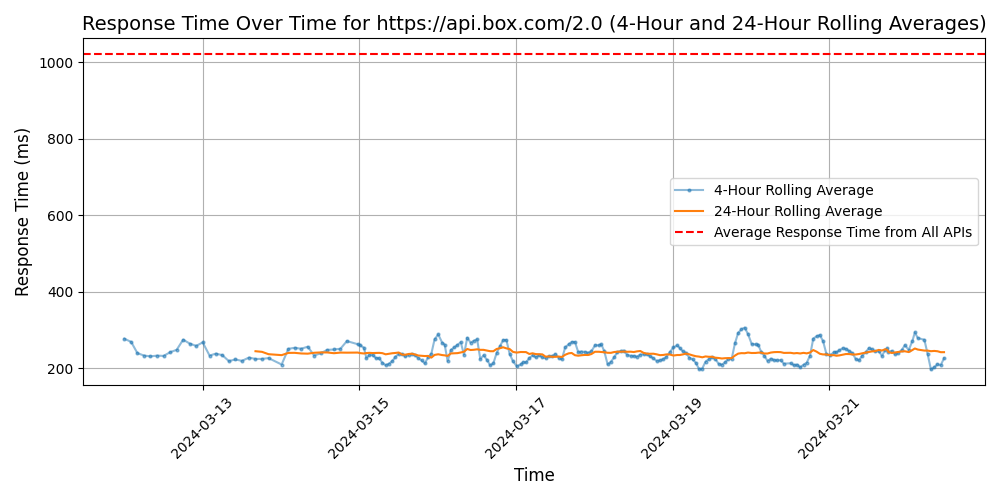 Response Time Over Time for https://api.box.com/2.0 (4-Hour and 24-Hour Rolling Averages)
Response Time (ms)
1000
800
600
400
200
4-Hour Rolling Average
24-Hour Rolling Average
Average Response Time from All APIs
2024-03-13
2024-03-15
2024-03-17
2024-03-19
2024-03-21
Time